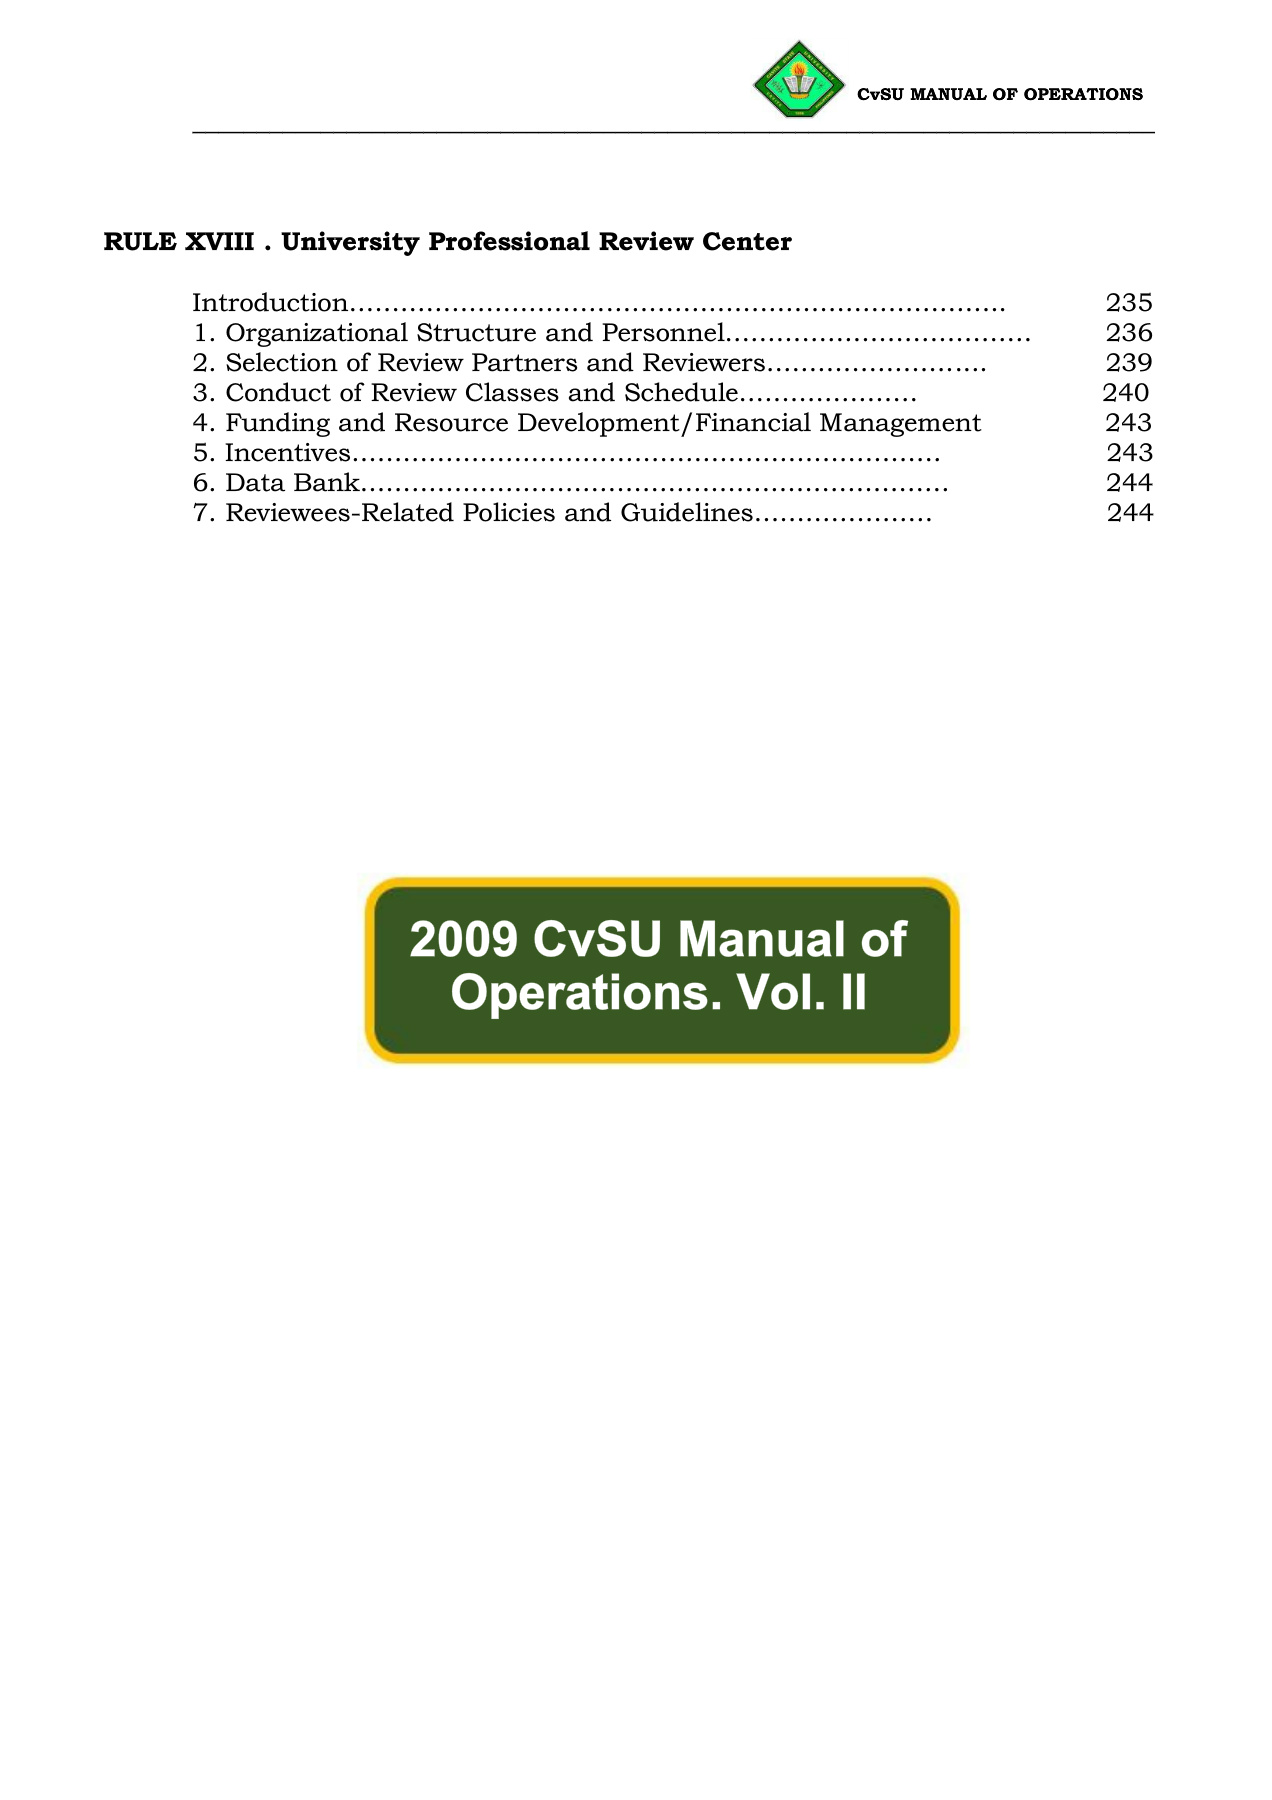 CvSU MANUAL OF OPERATIONS
RULE XVIII . University Professional Review Center
Introduction…………………………………………………………………… 235
1. Organizational Structure and Personnel……………………………… 236
2. Selection of Review Partners and Reviewers…………………….. 239
3. Conduct of Review Classes and Schedule………………… 240
4. Funding and Resource Development/Financial Management 243
5. Incentives…………………………………………………………… 243
6. Data Bank…………………………………………………………… 244
7. Reviewees-Related Policies and Guidelines………………… 244
2009 CvSU Manual of
Operations. Vol. II